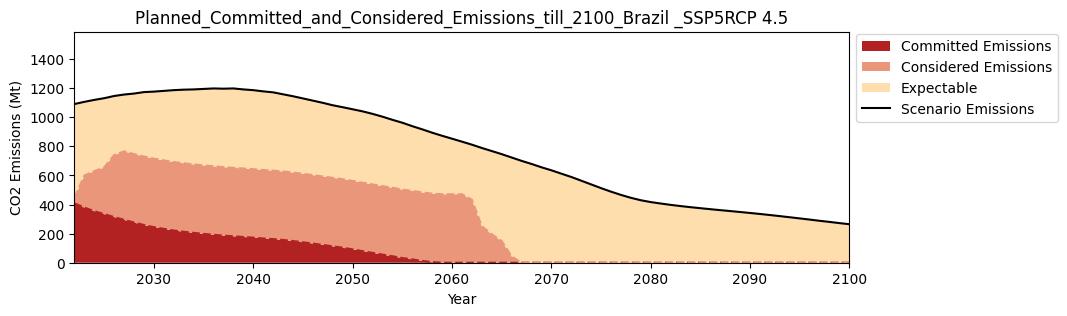 Planned_Committed_and_Considered_Emissions_till_2100_Brazil _SSP5RCP 4.5
CO2 Emissions (Mt)
1400
1200
1000
800
600
400
200
0
2030 2040 2050 2060 2070 2080 2090 2100
Year
Committed Emissions
Considered Emissions
Expectable
Scenario Emissions